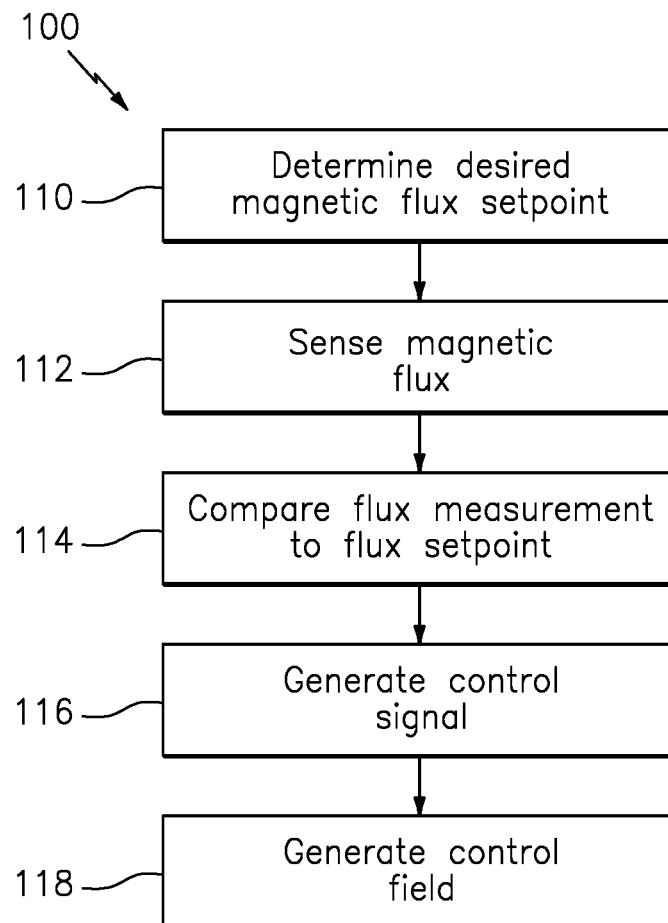 100
110
Determine desired
magnetic flux setpoint
112
Sense magnetic
flux
114
Compare flux measurement
to flux setpoint
116
Generate control
signal
118
Generate control
field